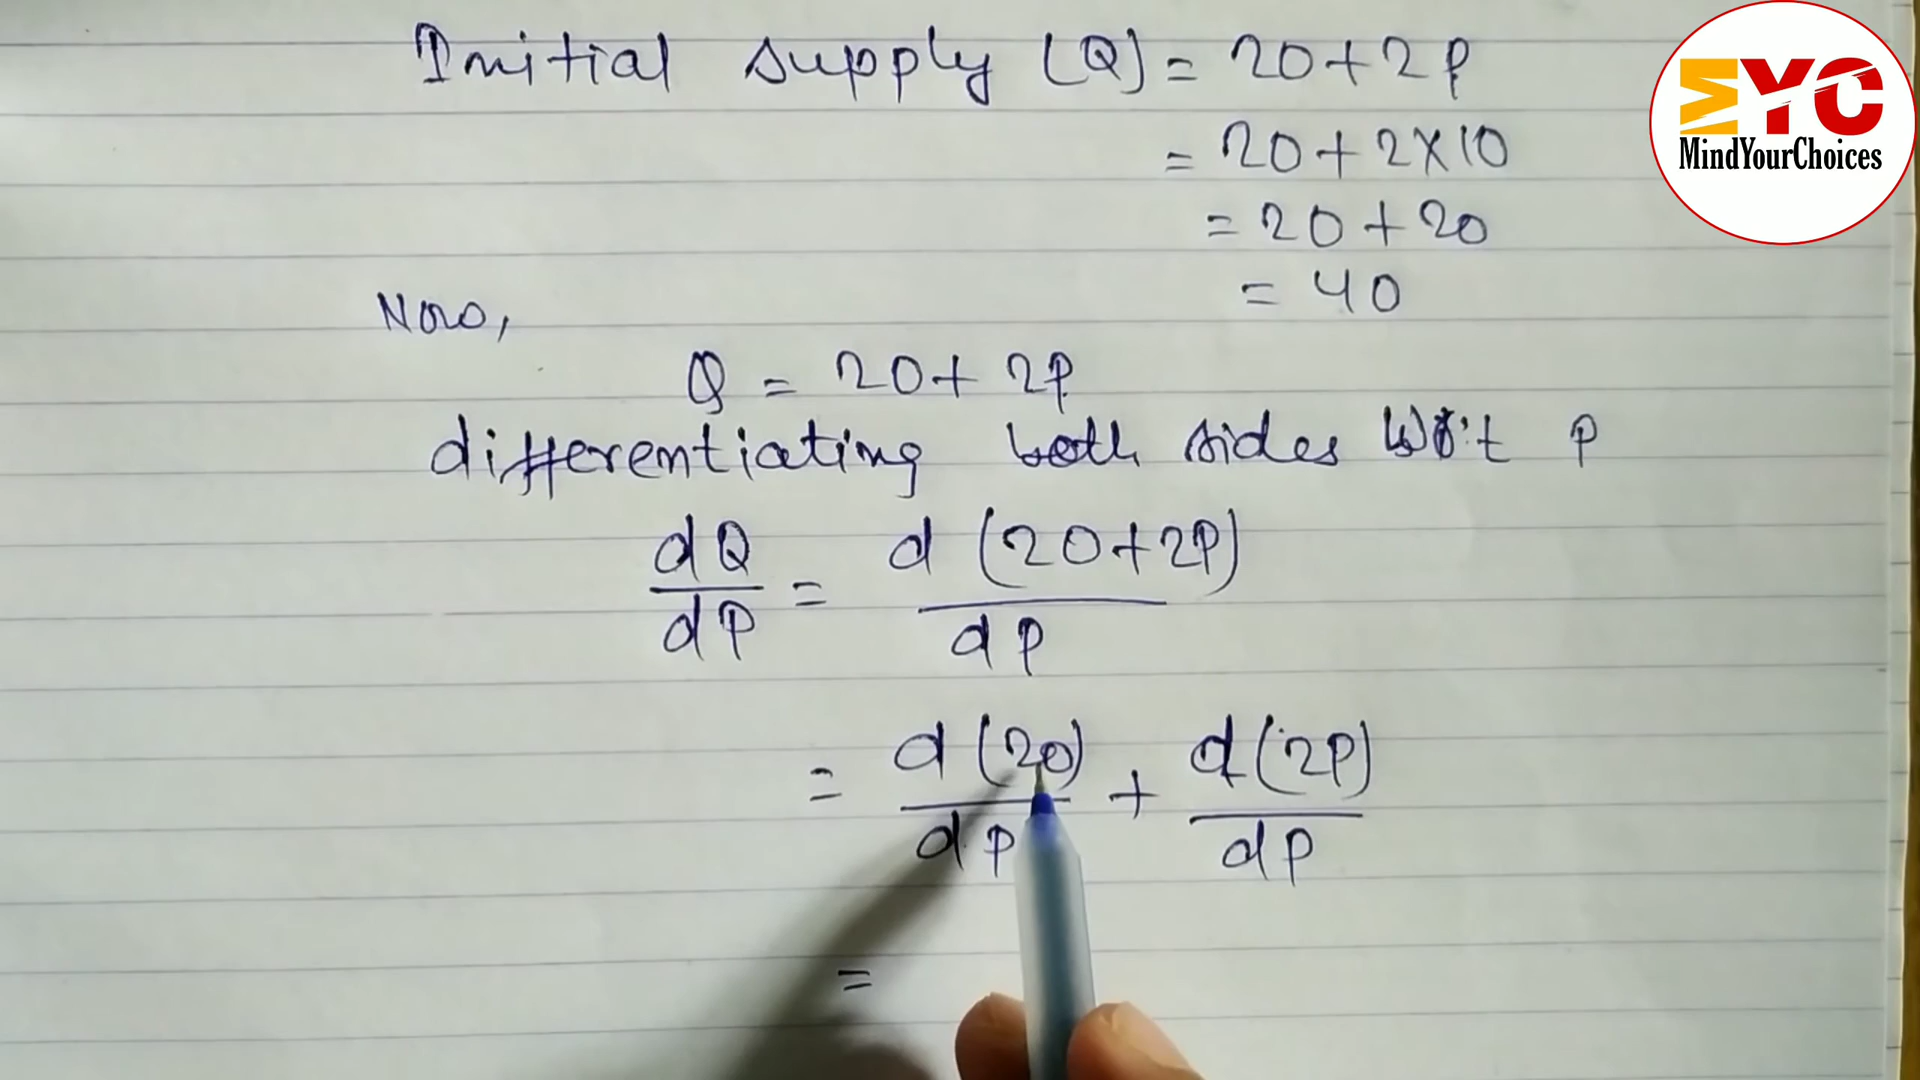 Initial supply (Q) = 20+2P
= 20+2×10
= 20+20
= 40
MYC
MindYourChoices
Now,
Q = 20+2P
differentiating both sides w.r.t P
dQ/dP = d(20+2P)/dP
= d(20)/dP + d(2P)/dP
=